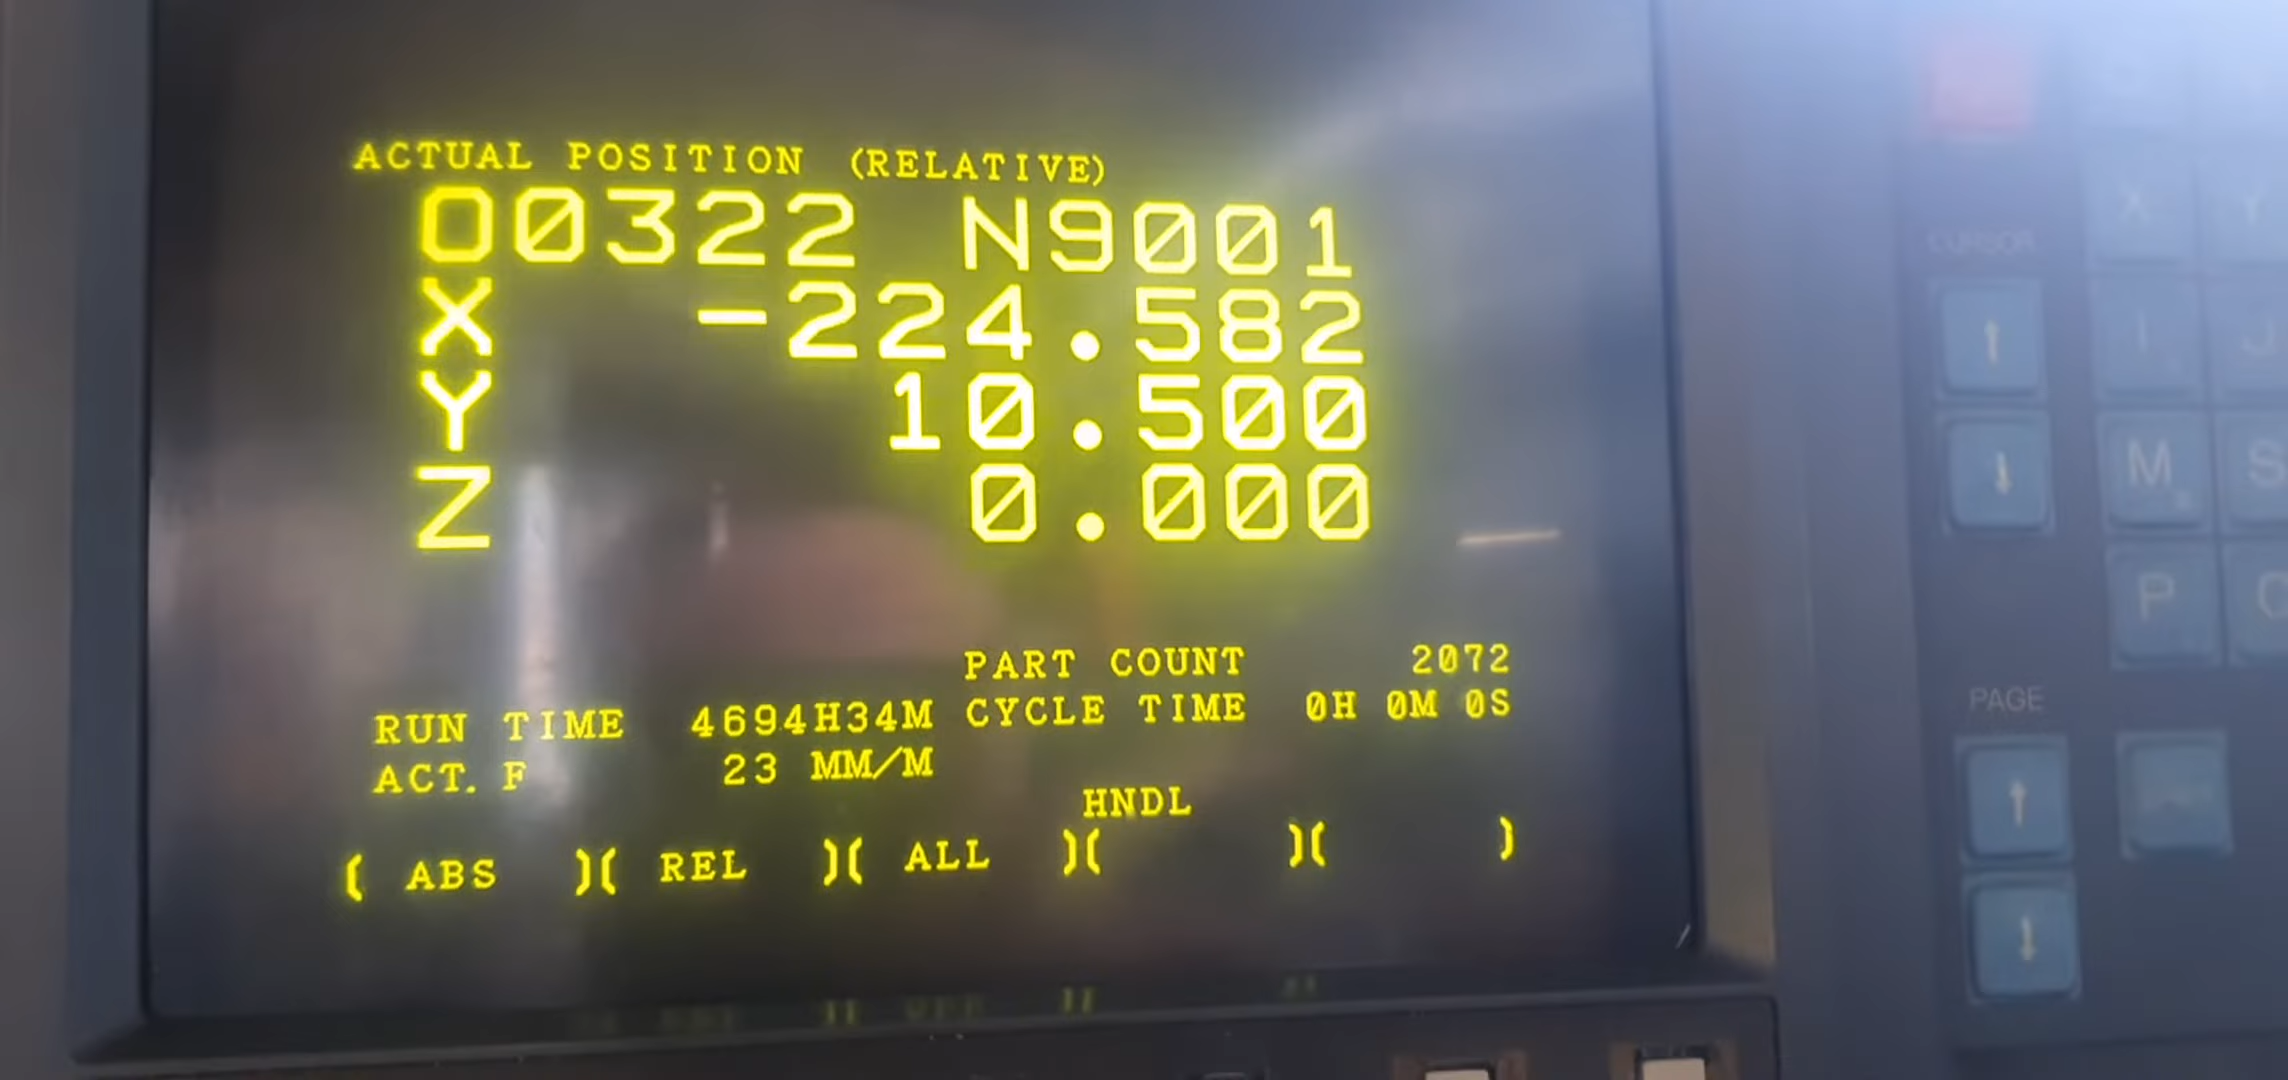 ACTUAL POSITION (RELATIVE)
O0322 N9001
X -224.582
Y 10.500
Z 0.000
PART COUNT 2072
RUN TIME 4694H34M CYCLE TIME 0H 0M 0S
ACT. F 23 MM/M
HNDL
( ABS )( REL )( ALL )( )( )
CURSOR
X Y
I J
M S
P
PAGE